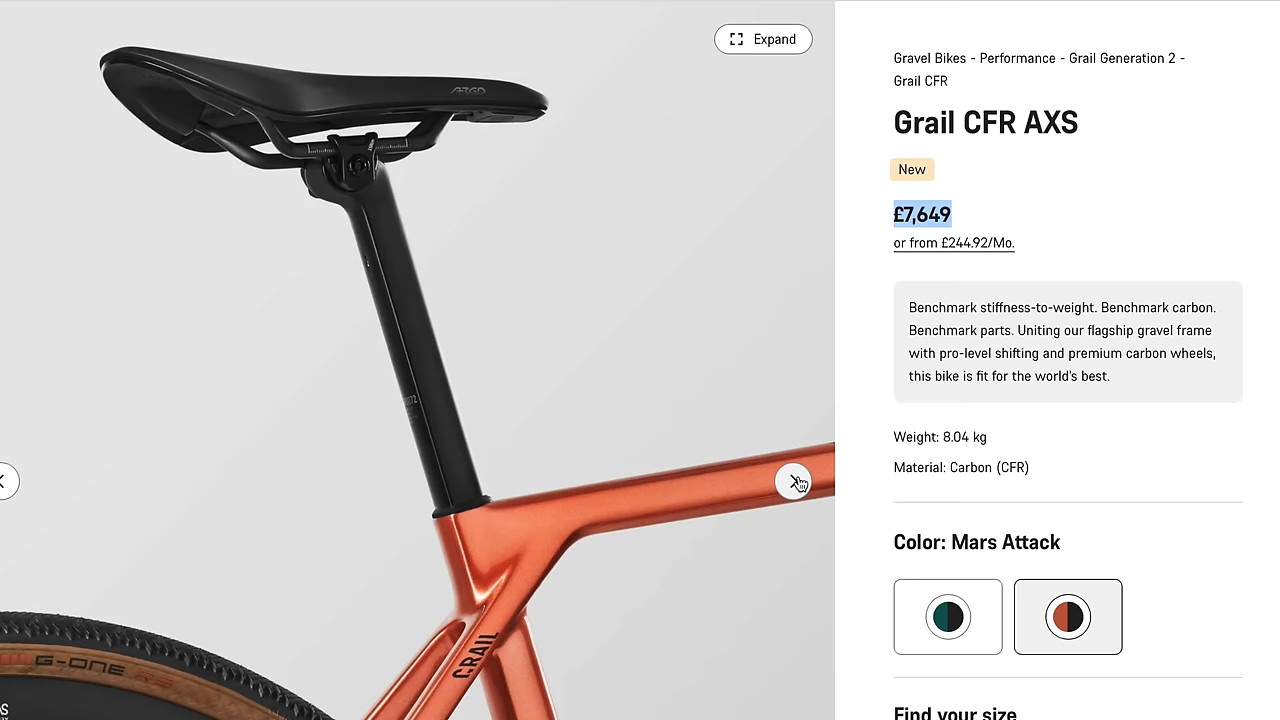 Expand
ARGO
G-ONE RS
GRAIL
Gravel Bikes - Performance - Grail Generation 2 -
Grail CFR
Grail CFR AXS
New
£7,649
or from £244.92/Mo.
Benchmark stiffness-to-weight. Benchmark carbon.
Benchmark parts. Uniting our flagship gravel frame
with pro-level shifting and premium carbon wheels,
this bike is fit for the world's best.
Weight: 8.04 kg
Material: Carbon (CFR)
Color: Mars Attack
Find your size